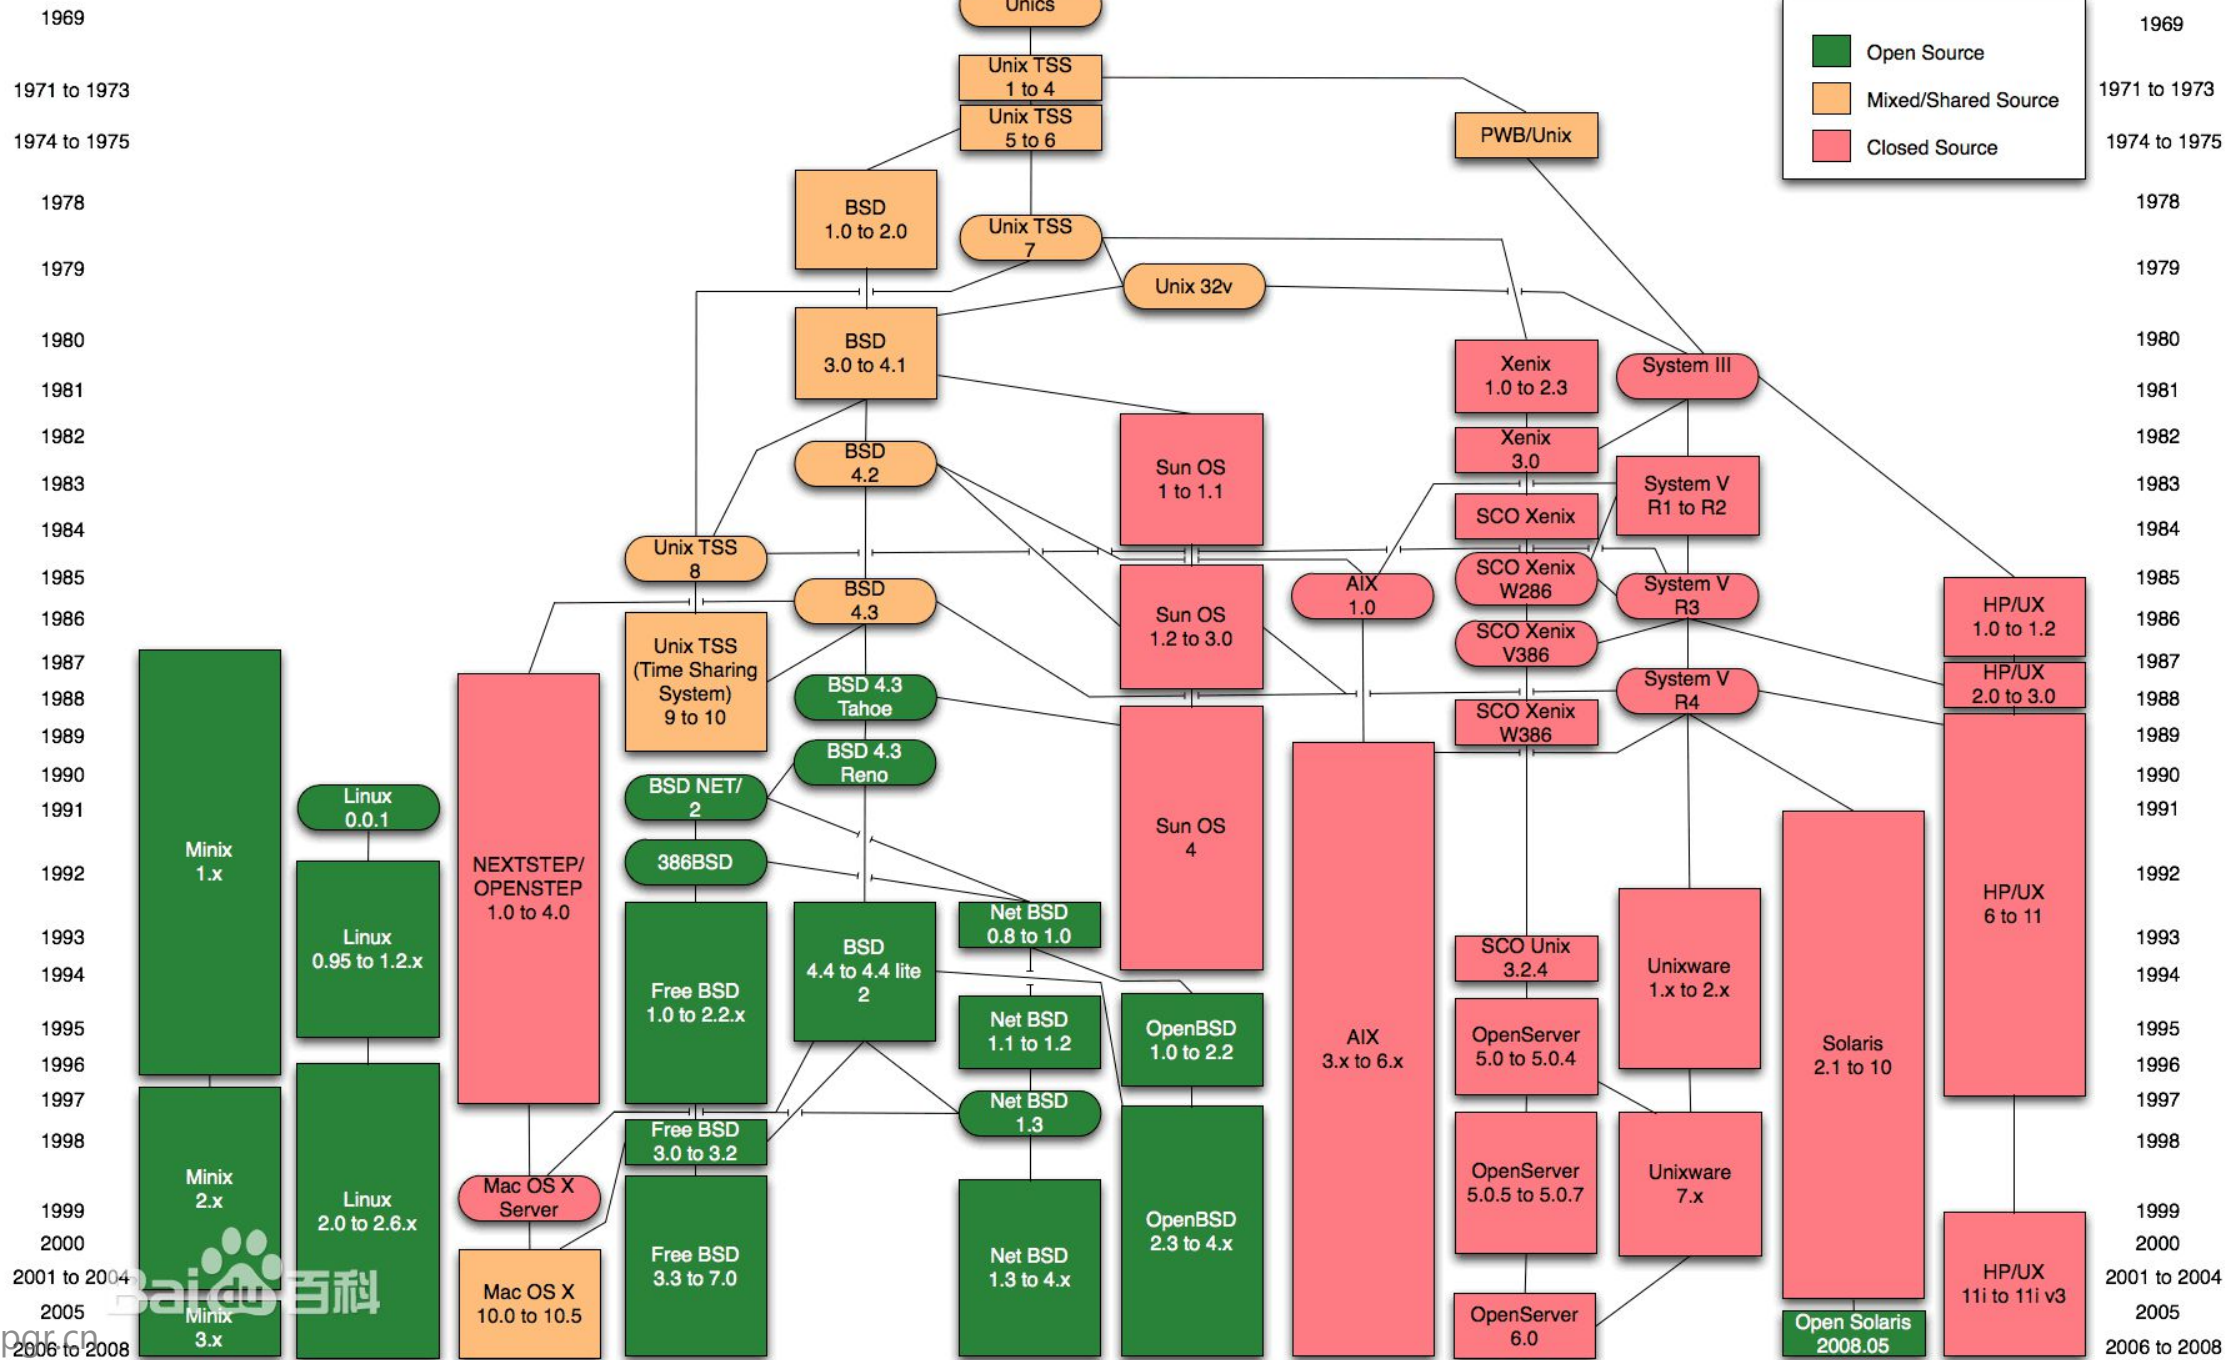 1969
1971 to 1973
1974 to 1975
1978
1979
1980
1981
1982
1983
1984
1985
1986
1987
1988
1989
1990
1991
1992
1993
1994
1995
1996
1997
1998
1999
2000
2001 to 2004
2005
2006 to 2008
Minix
1.x
Minix
2.x
Minix
3.x
Linux
0.0.1
Linux
0.95 to 1.2.x
Linux
2.0 to 2.6.x
NEXTSTEP/
OPENSTEP
1.0 to 4.0
Mac OS X
Server
Mac OS X
10.0 to 10.5
Unix TSS
8
Unix TSS
(Time Sharing
System)
9 to 10
BSD NET/
2
386BSD
Free BSD
1.0 to 2.2.x
Free BSD
3.0 to 3.2
Free BSD
3.3 to 7.0
BSD
1.0 to 2.0
BSD
3.0 to 4.1
BSD
4.2
BSD
4.3
BSD 4.3
Tahoe
BSD 4.3
Reno
BSD
4.4 to 4.4 lite
2
Unics
Unix TSS
1 to 4
Unix TSS
5 to 6
Unix TSS
7
Unix 32v
Net BSD
0.8 to 1.0
Net BSD
1.1 to 1.2
Net BSD
1.3
Net BSD
1.3 to 4.x
Sun OS
1 to 1.1
Sun OS
1.2 to 3.0
Sun OS
4
OpenBSD
1.0 to 2.2
OpenBSD
2.3 to 4.x
AIX
1.0
AIX
3.x to 6.x
PWB/Unix
Xenix
1.0 to 2.3
Xenix
3.0
SCO Xenix
SCO Xenix
W286
SCO Xenix
V386
SCO Xenix
W386
SCO Unix
3.2.4
OpenServer
5.0 to 5.0.4
OpenServer
5.0.5 to 5.0.7
OpenServer
6.0
System III
System V
R1 to R2
System V
R3
System V
R4
Unixware
1.x to 2.x
Unixware
7.x
Solaris
2.1 to 10
Open Solaris
2008.05
HP/UX
1.0 to 1.2
HP/UX
2.0 to 3.0
HP/UX
6 to 11
HP/UX
11i to 11i v3
Open Source
Mixed/Shared Source
Closed Source
1969
1971 to 1973
1974 to 1975
1978
1979
1980
1981
1982
1983
1984
1985
1986
1987
1988
1989
1990
1991
1992
1993
1994
1995
1996
1997
1998
1999
2000
2001 to 2004
2005
2006 to 2008
Bai du 百科
pgr.cn